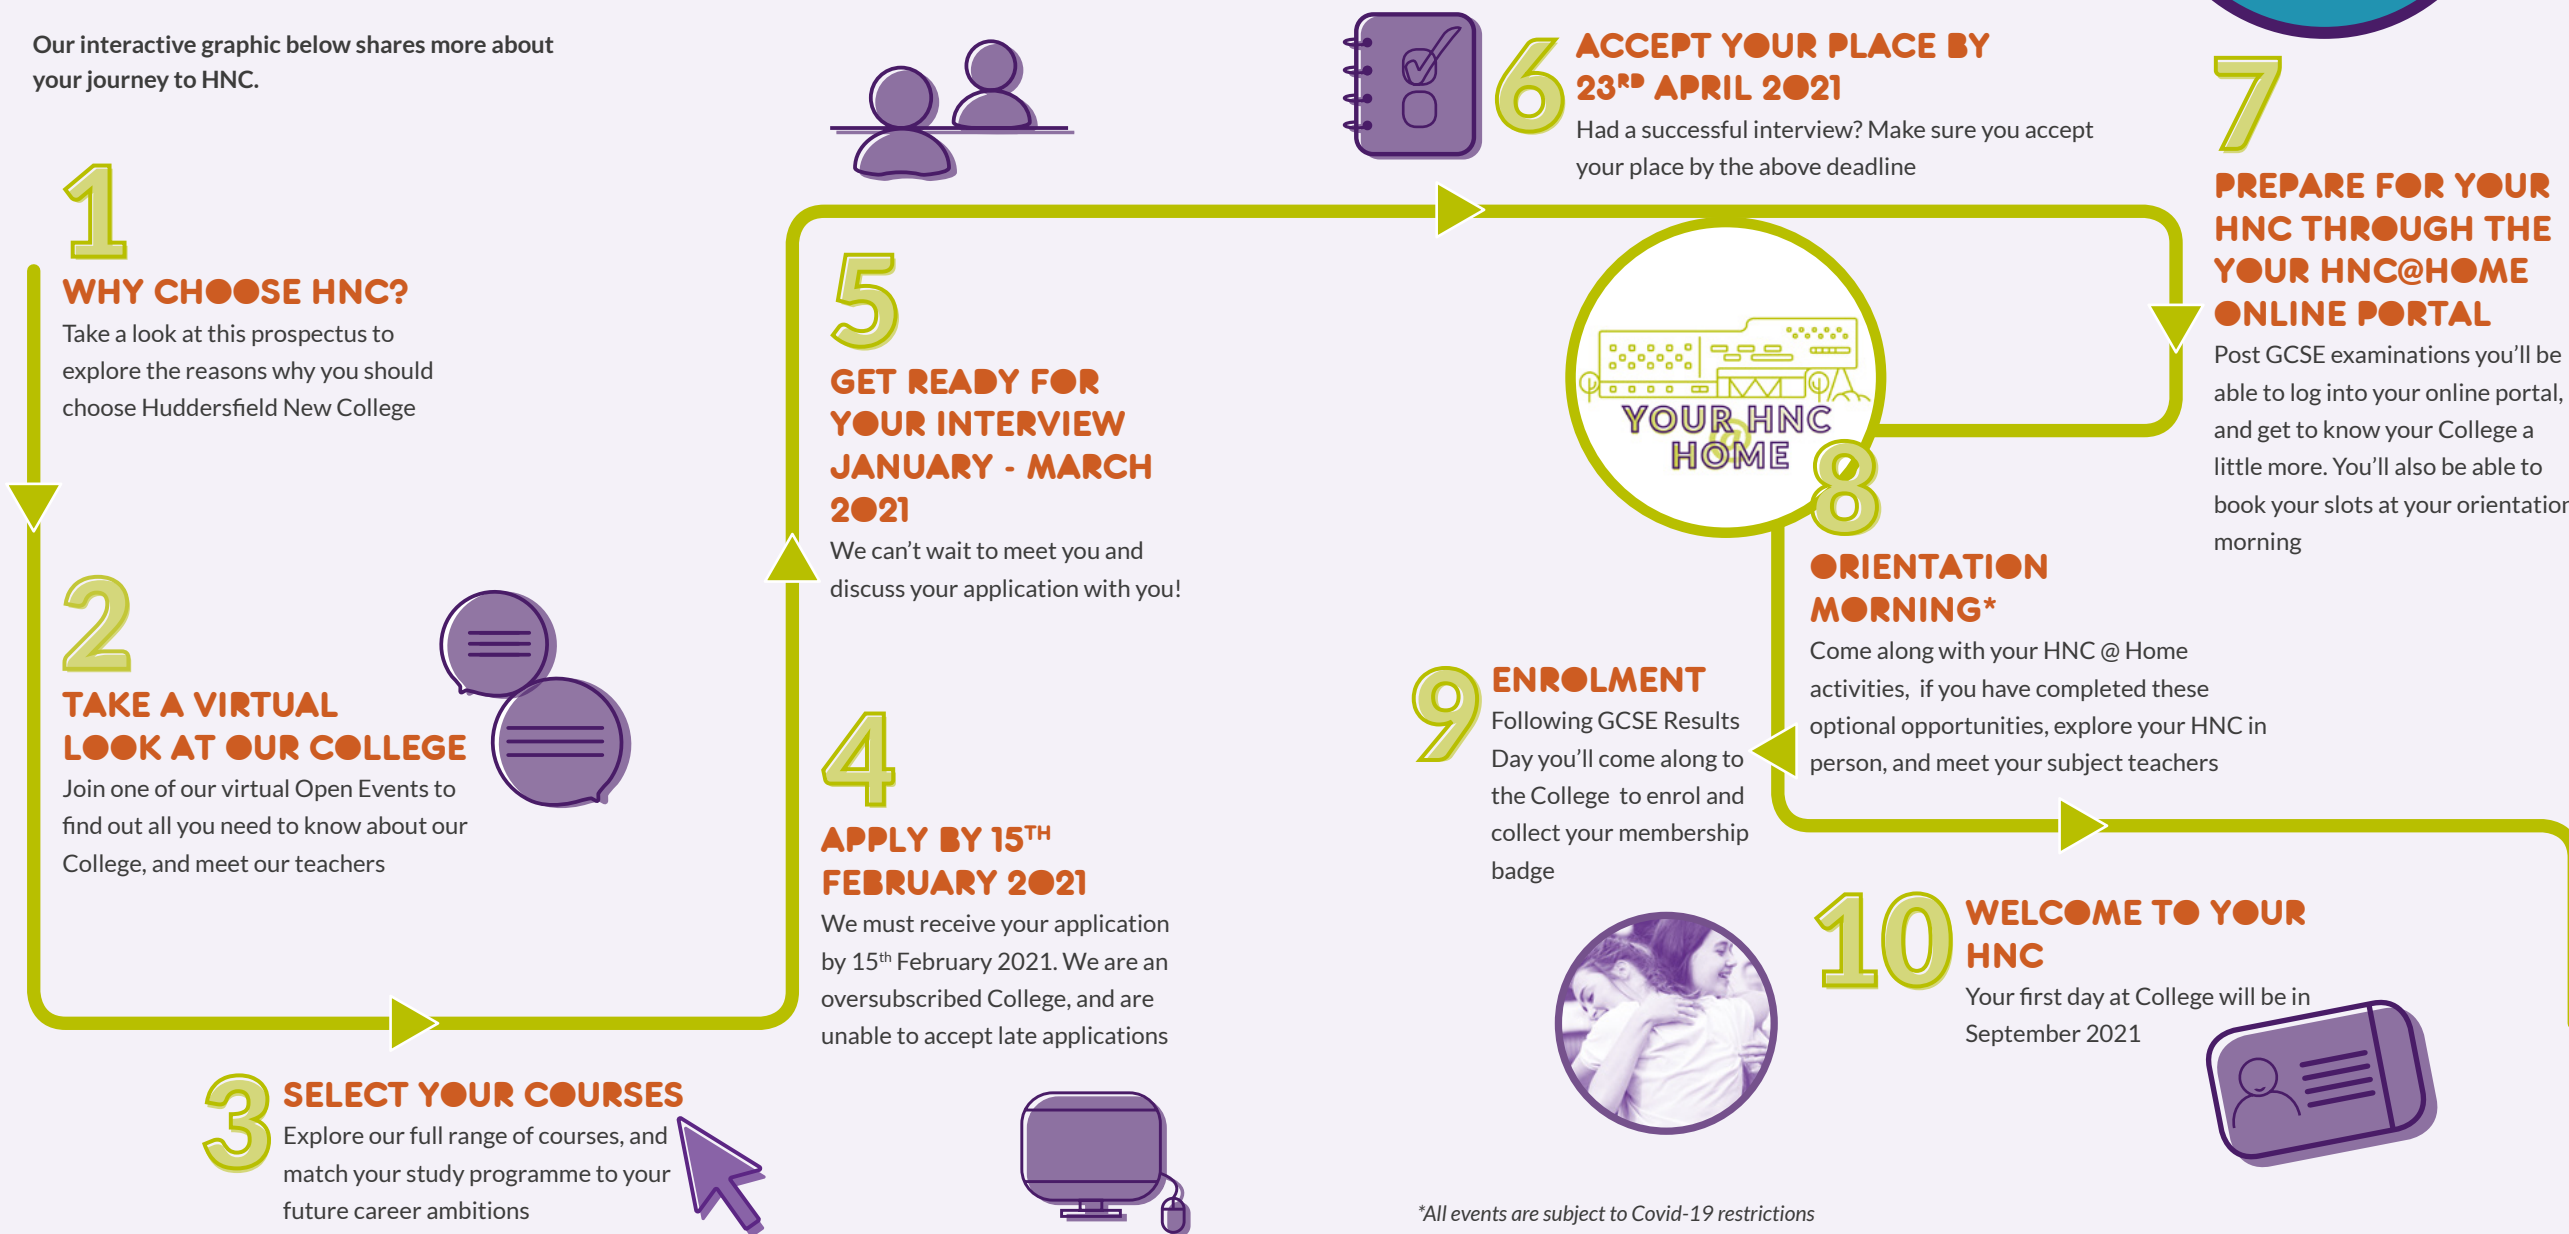 Our interactive graphic below shares more about
your journey to HNC.
1
WHY CHOOSE HNC?
Take a look at this prospectus to
explore the reasons why you should
choose Huddersfield New College
2
TAKE A VIRTUAL
LOOK AT OUR COLLEGE
Join one of our virtual Open Events to
find out all you need to know about our
College, and meet our teachers
3
SELECT YOUR COURSES
Explore our full range of courses, and
match your study programme to your
future career ambitions
4
APPLY BY 15TH
FEBRUARY 2021
We must receive your application
by 15th February 2021. We are an
oversubscribed College, and are
unable to accept late applications
5
GET READY FOR
YOUR INTERVIEW
JANUARY - MARCH
2021
We can't wait to meet you and
discuss your application with you!
6
ACCEPT YOUR PLACE BY
23RD APRIL 2021
Had a successful interview? Make sure you accept
your place by the above deadline
7
PREPARE FOR YOUR
HNC THROUGH THE
YOUR HNC@HOME
ONLINE PORTAL
Post GCSE examinations you'll be
able to log into your online portal,
and get to know your College a
little more. You'll also be able to
book your slots at your orientation
morning
YOUR HNC
@
HOME
8
ORIENTATION
MORNING*
Come along with your HNC @ Home
activities, if you have completed these
optional opportunities, explore your HNC in
person, and meet your subject teachers
9
ENROLMENT
Following GCSE Results
Day you'll come along to
the College to enrol and
collect your membership
badge
10
WELCOME TO YOUR
HNC
Your first day at College will be in
September 2021
*All events are subject to Covid-19 restrictions